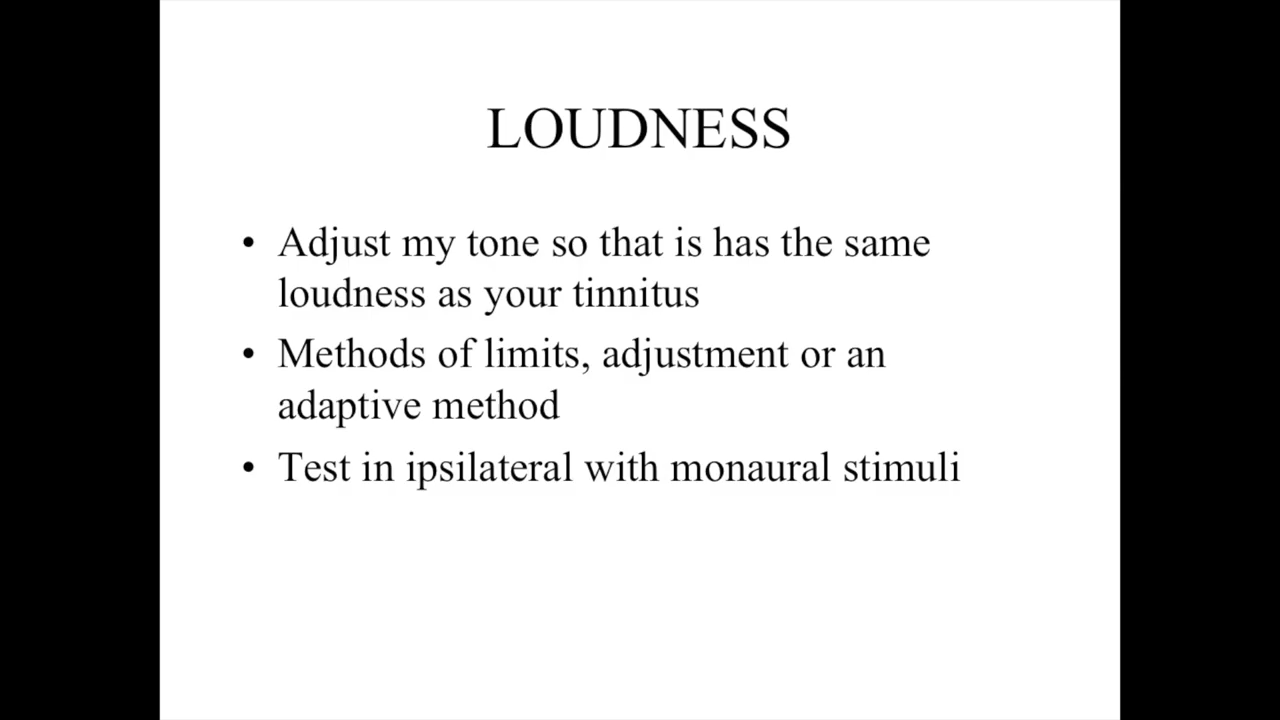 LOUDNESS
• Adjust my tone so that is has the same
loudness as your tinnitus
• Methods of limits, adjustment or an
adaptive method
• Test in ipsilateral with monaural stimuli